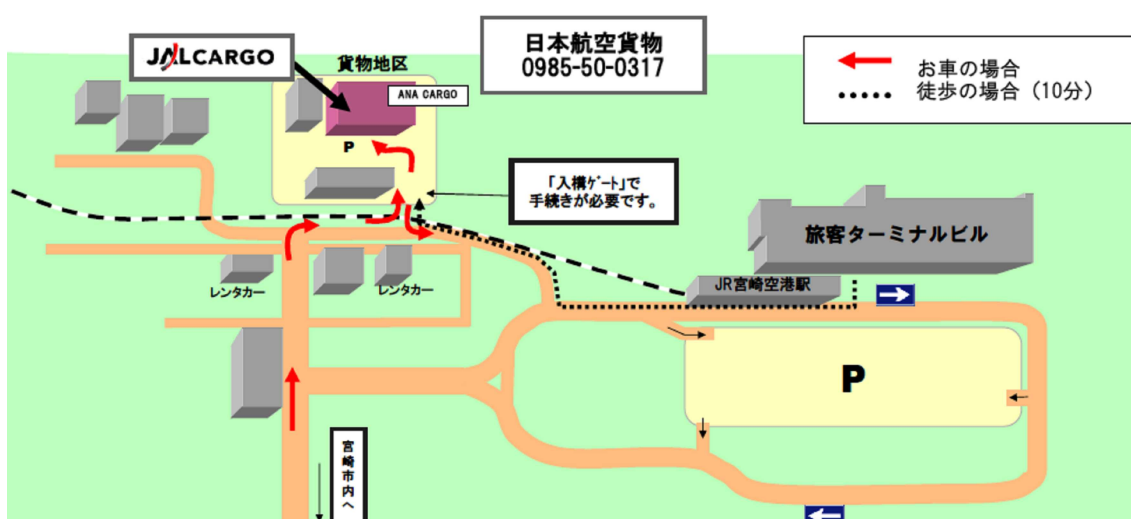 JALCARGO
日本航空貨物
0985-50-0317
お車の場合
徒歩の場合（10分）
貨物地区
ANA CARGO
P
「入構ｹﾞｰﾄ」で
手続きが必要です。
旅客ターミナルビル
JR宮崎空港駅
レンタカー
レンタカー
P
宮崎市内へ